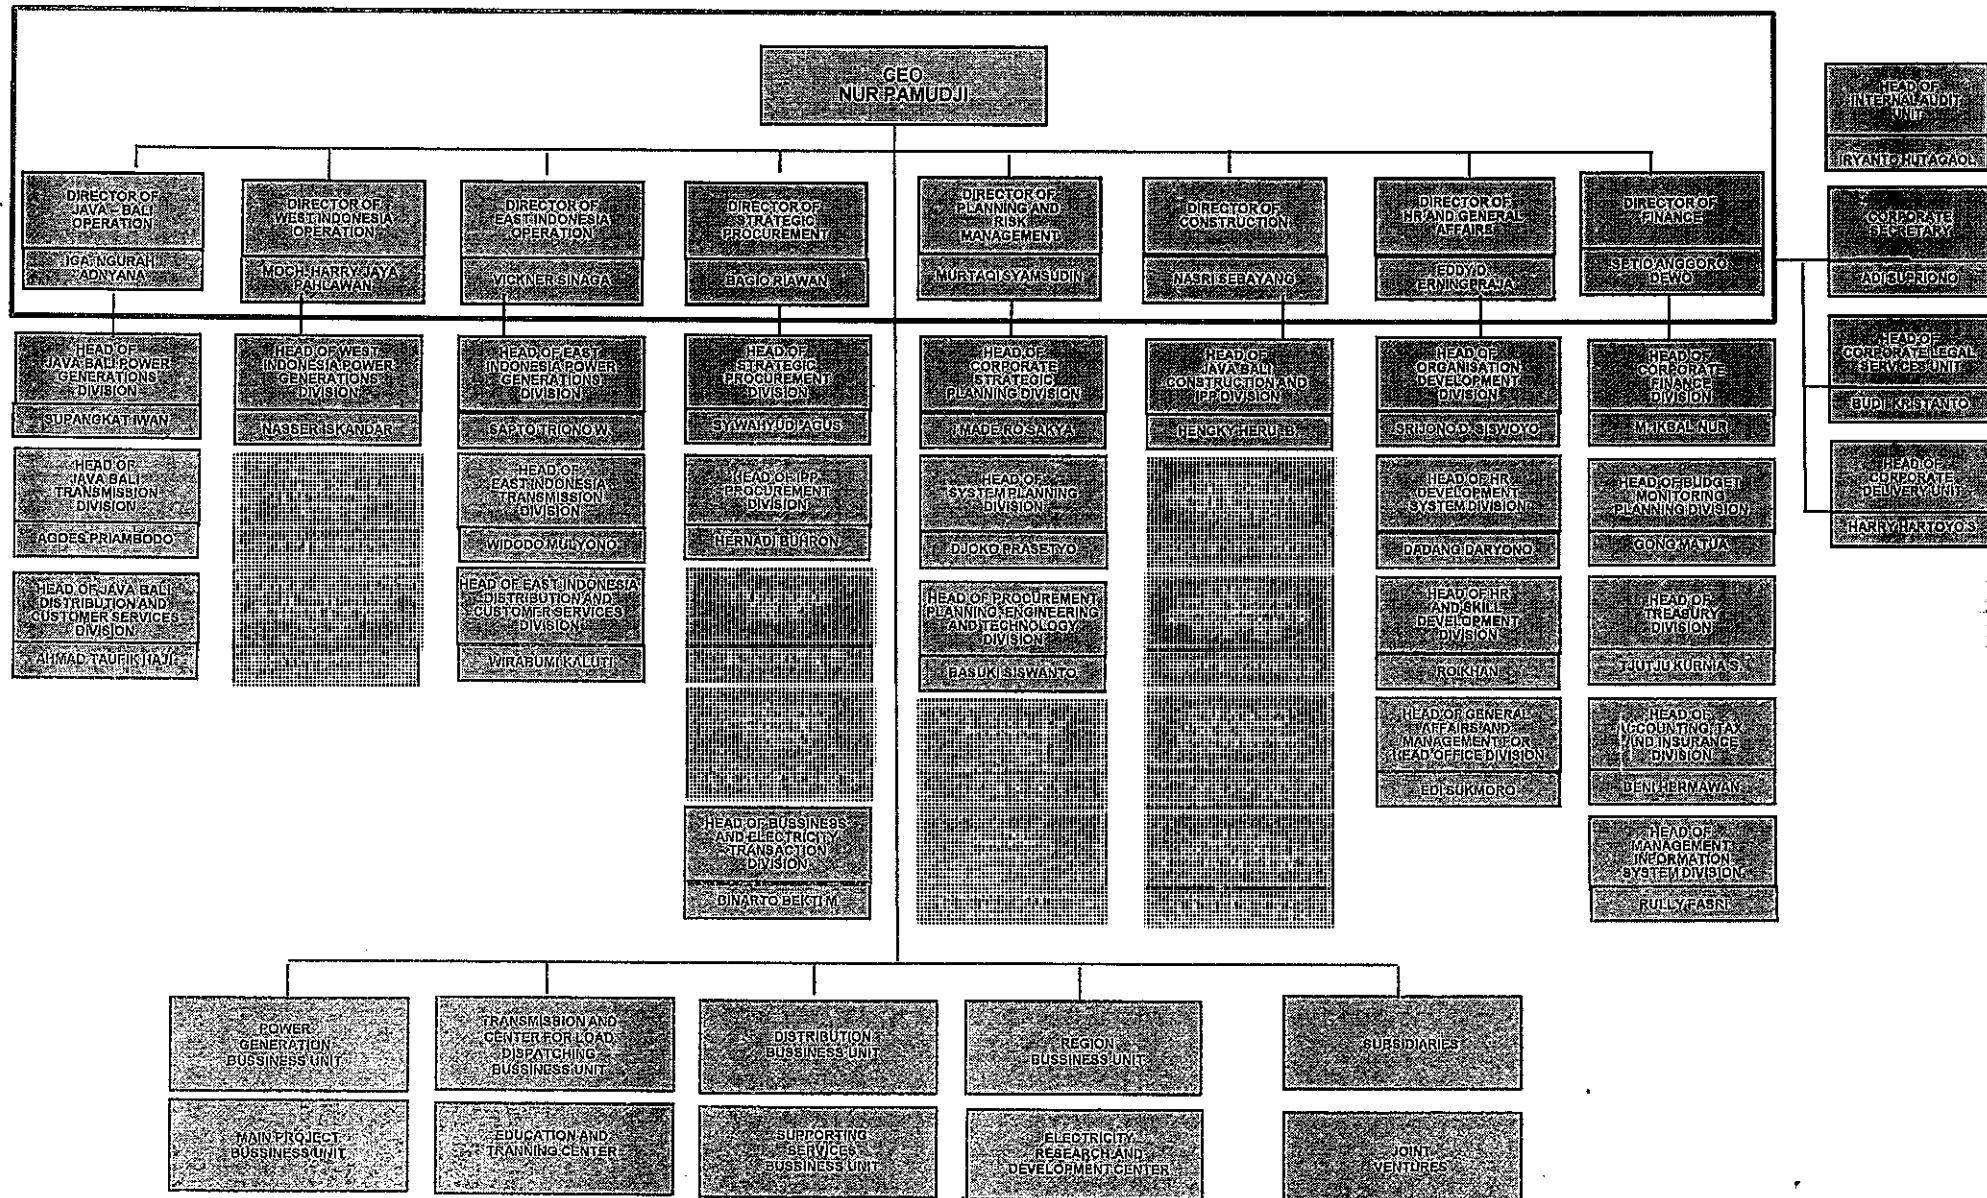 CEO
NUR PAMUDJI
DIRECTOR OF
JAVA – BALI
OPERATION
IGA NGURAH
ADNYANA
DIRECTOR OF
WEST INDONESIA
OPERATION
MOCH HARRY JAYA
PAHLAWAN
DIRECTOR OF
EAST INDONESIA
OPERATION
VICKNER SINAGA
DIRECTOR OF
STRATEGIC
PROCUREMENT
BAGIO RIAWAN
DIRECTOR OF
PLANNING AND
RISK
MANAGEMENT
MURTAQI SYAMSUDIN
DIRECTOR OF
CONSTRUCTION
NASRI SEBAYANG
DIRECTOR OF
HR AND GENERAL
AFFAIRS
EDDY D.
ERNINGPRAJA
DIRECTOR OF
FINANCE
SETIO ANGGORO
DEWO
HEAD OF
INTERNAL AUDIT
UNIT
IRYANTO HUTAGAOL
CORPORATE
SECRETARY
ADI SUPRIONO
HEAD OF
CORPORATE LEGAL
SERVICES UNIT
BUDI KRISTANTO
HEAD OF
CORPORATE
DELIVERY UNIT
HARRY HARTOYO S
HEAD OF
JAVA BALI POWER
GENERATIONS
DIVISION
SUPANGKAT IWAN
HEAD OF WEST
INDONESIA POWER
GENERATIONS
DIVISION
NASSER ISKANDAR
HEAD OF EAST
INDONESIA POWER
GENERATIONS
DIVISION
SAPTO TRIONO W.
HEAD OF
STRATEGIC
PROCUREMENT
DIVISION
SY.WAHYUDI AGUS
HEAD OF
CORPORATE
STRATEGIC
PLANNING DIVISION
I MADE RO SAKYA
HEAD OF
JAVA BALI
CONSTRUCTION AND
IPP DIVISION
HENGKY HERU
HEAD OF
ORGANISATION
DEVELOPMENT
DIVISION
SRIJONO D. SISWOYO
HEAD OF
CORPORATE
FINANCE
DIVISION
M. IKBAL NUR
HEAD OF
JAVA BALI
TRANSMISSION
DIVISION
AGOES PRIAMBODO
HEAD OF
EAST INDONESIA
TRANSMISSION
DIVISION
WIDODO MULYONO
HEAD OF IPP
PROCUREMENT
DIVISION
HERNADI BUHRON
HEAD OF
SYSTEM PLANNING
DIVISION
DJOKO PRASETYO
HEAD OF HR
DEVELOPMENT
SYSTEM DIVISION
DADANG DARYONO
HEAD OF BUDGET
MONITORING
PLANNING DIVISION
GONG MATUA
HEAD OF JAVA BALI
DISTRIBUTION AND
CUSTOMER SERVICES
DIVISION
AHMAD TAUFIK HAJI
HEAD OF EAST INDONESIA
DISTRIBUTION AND
CUSTOMER SERVICES
DIVISION
WIRABUMI KALUTI
HEAD OF PROCUREMENT
PLANNING, ENGINEERING
AND TECHNOLOGY
DIVISION
BASUKI SISWANTO
HEAD OF HR
AND SKILL
DEVELOPMENT
DIVISION
ROIKHAN
HEAD OF
TREASURY
DIVISION
TJUTJU KURNIA S.
HEAD OF GENERAL
AFFAIRS AND
MANAGEMENT FOR
HEAD OFFICE DIVISION
EDI SUKMORO
HEAD OF
ACCOUNTING, TAX
AND INSURANCE
DIVISION
BENI HERMAWAN
HEAD OF BUSSINESS
AND ELECTRICITY
TRANSACTION
DIVISION
BINARTO BEKTI M
HEAD OF
MANAGEMENT
INFORMATION
SYSTEM DIVISION
RULLY FASRI
POWER
GENERATION
BUSSINESS UNIT
TRANSMISSION AND
CENTER FOR LOAD
DISPATCHING
BUSSINESS UNIT
DISTRIBUTION
BUSSINESS UNIT
REGION
BUSSINESS UNIT
SUBSIDIARIES
MAIN PROJECT
BUSSINESS UNIT
EDUCATION AND
TRANNING CENTER
SUPPORTING
SERVICES
BUSSINESS UNIT
ELECTRICITY
RESEARCH AND
DEVELOPMENT CENTER
JOINT
VENTURES